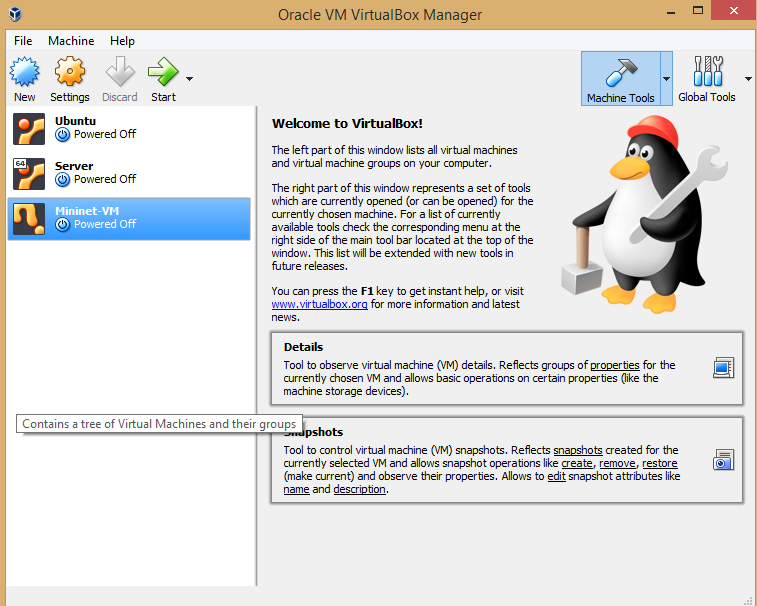 Oracle VM VirtualBox Manager
File Machine Help
New Settings Discard Start
Machine Tools Global Tools
Ubuntu
Powered Off
64
Server
Powered Off
Mininet-VM
Powered Off
Welcome to VirtualBox!
The left part of this window lists all virtual machines
and virtual machine groups on your computer.
The right part of this window represents a set of tools
which are currently opened (or can be opened) for the
currently chosen machine. For a list of currently
available tools check the corresponding menu at the
right side of the main tool bar located at the top of the
window. This list will be extended with new tools in
future releases.
You can press the F1 key to get instant help, or visit
www.virtualbox.org for more information and latest
news.
Details
Tool to observe virtual machine (VM) details. Reflects groups of properties for the
currently chosen VM and allows basic operations on certain properties (like the
machine storage devices).
Contains a tree of Virtual Machines and their groups
Snapshots
Tool to control virtual machine (VM) snapshots. Reflects snapshots created for the
currently selected VM and allows snapshot operations like create, remove, restore
(make current) and observe their properties. Allows to edit snapshot attributes like
name and description.